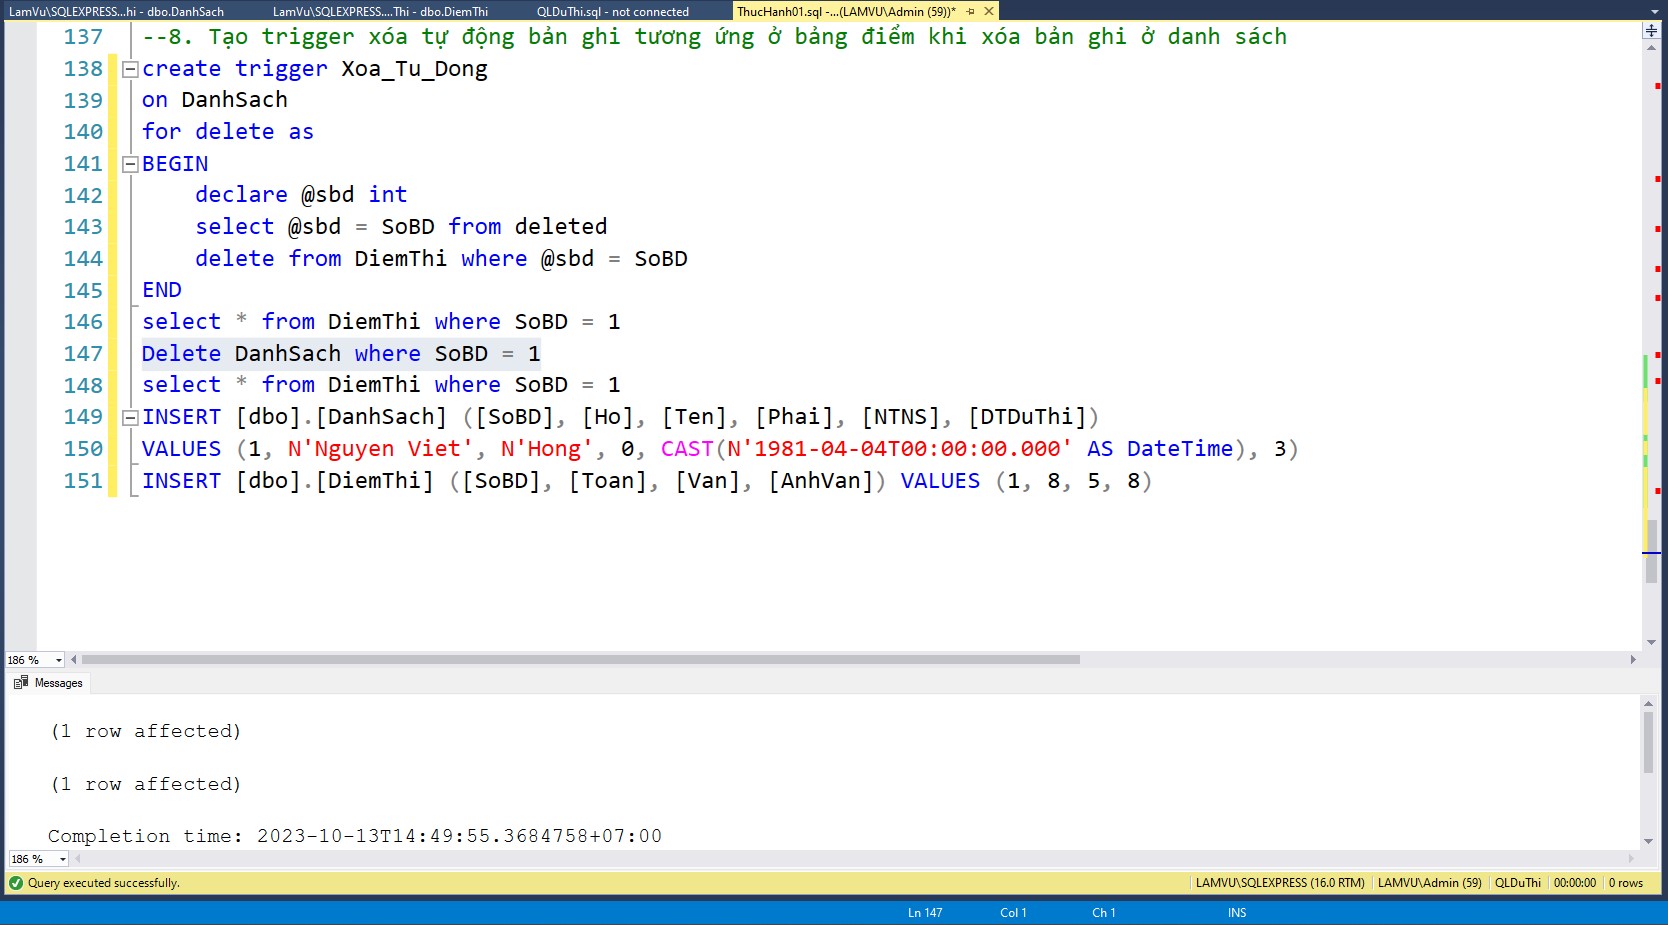 LamVu\SQLEXPRESS...hi - dbo.DanhSach
LamVu\SQLEXPRESS....Thi - dbo.DiemThi
QLDuThi.sql - not connected
ThucHanh01.sql -...(LAMVU\Admin (59))*
137 --8. Tạo trigger xóa tự động bản ghi tương ứng ở bảng điểm khi xóa bản ghi ở danh sách
138 create trigger Xoa_Tu_Dong
139 on DanhSach
140 for delete as
141 BEGIN
142 declare @sbd int
143 select @sbd = SoBD from deleted
144 delete from DiemThi where @sbd = SoBD
145 END
146 select * from DiemThi where SoBD = 1
147 Delete DanhSach where SoBD = 1
148 select * from DiemThi where SoBD = 1
149 INSERT [dbo].[DanhSach] ([SoBD], [Ho], [Ten], [Phai], [NTNS], [DTDuThi])
150 VALUES (1, N'Nguyen Viet', N'Hong', 0, CAST(N'1981-04-04T00:00:00.000' AS DateTime), 3)
151 INSERT [dbo].[DiemThi] ([SoBD], [Toan], [Van], [AnhVan]) VALUES (1, 8, 5, 8)
186 %
Messages
(1 row affected)
(1 row affected)
Completion time: 2023-10-13T14:49:55.3684758+07:00
186 %
Query executed successfully.
LAMVU\SQLEXPRESS (16.0 RTM)
LAMVU\Admin (59)
QLDuThi
00:00:00
0 rows
Ln 147
Col 1
Ch 1
INS